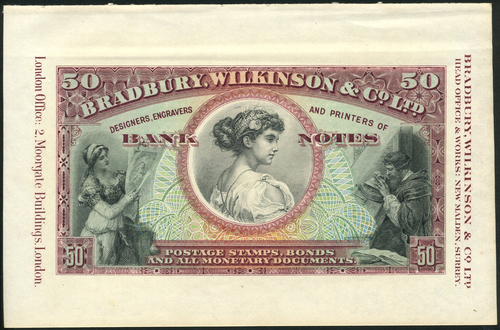 50 50
BRADBURY, WILKINSON & Cº. LTD
DESIGNERS, ENGRAVERS AND PRINTERS OF
BANK NOTES
50 50
POSTAGE STAMPS, BONDS
AND ALL MONETARY DOCUMENTS.
London Office: 2, Moorgate Buildings, London.
BRADBURY, WILKINSON & Cº. LTD
HEAD OFFICE & WORKS: NEW MALDEN, SURREY.